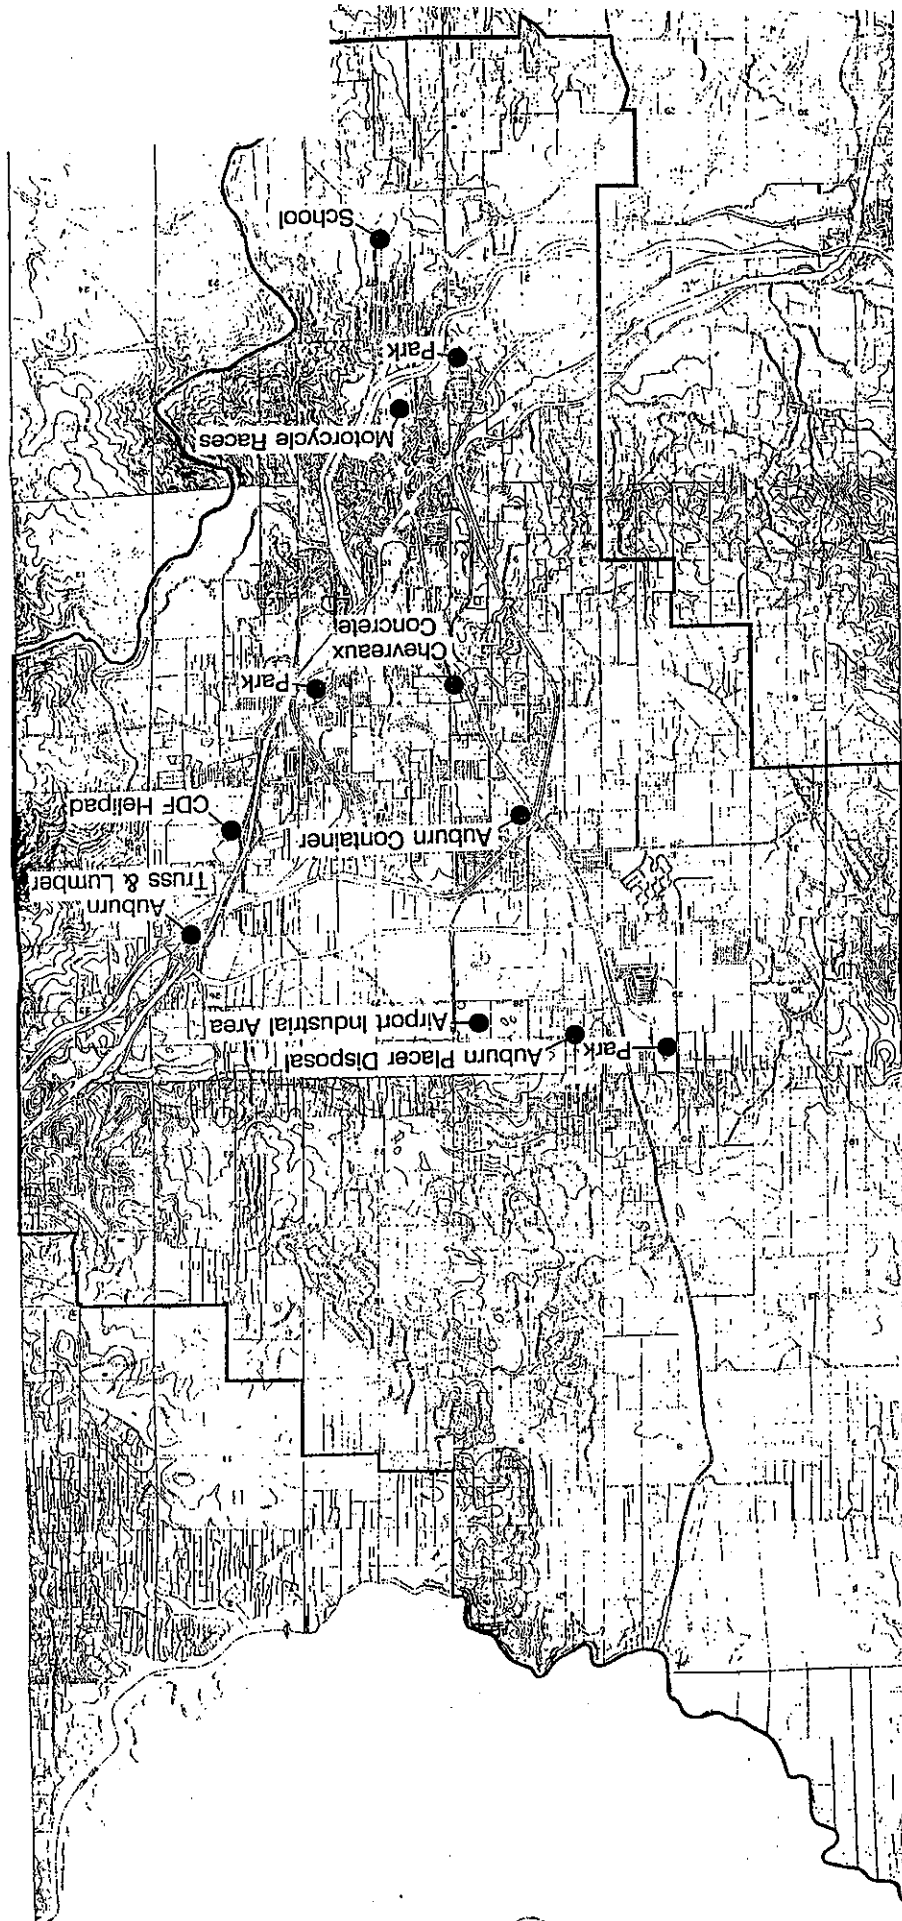 Park
Auburn Placer Disposal
Airport Industrial Area
Auburn
Truss & Lumber
Auburn Container
CDF Helipad
Chevreaux
Concrete
Park
Motorcycle Races
Park
School